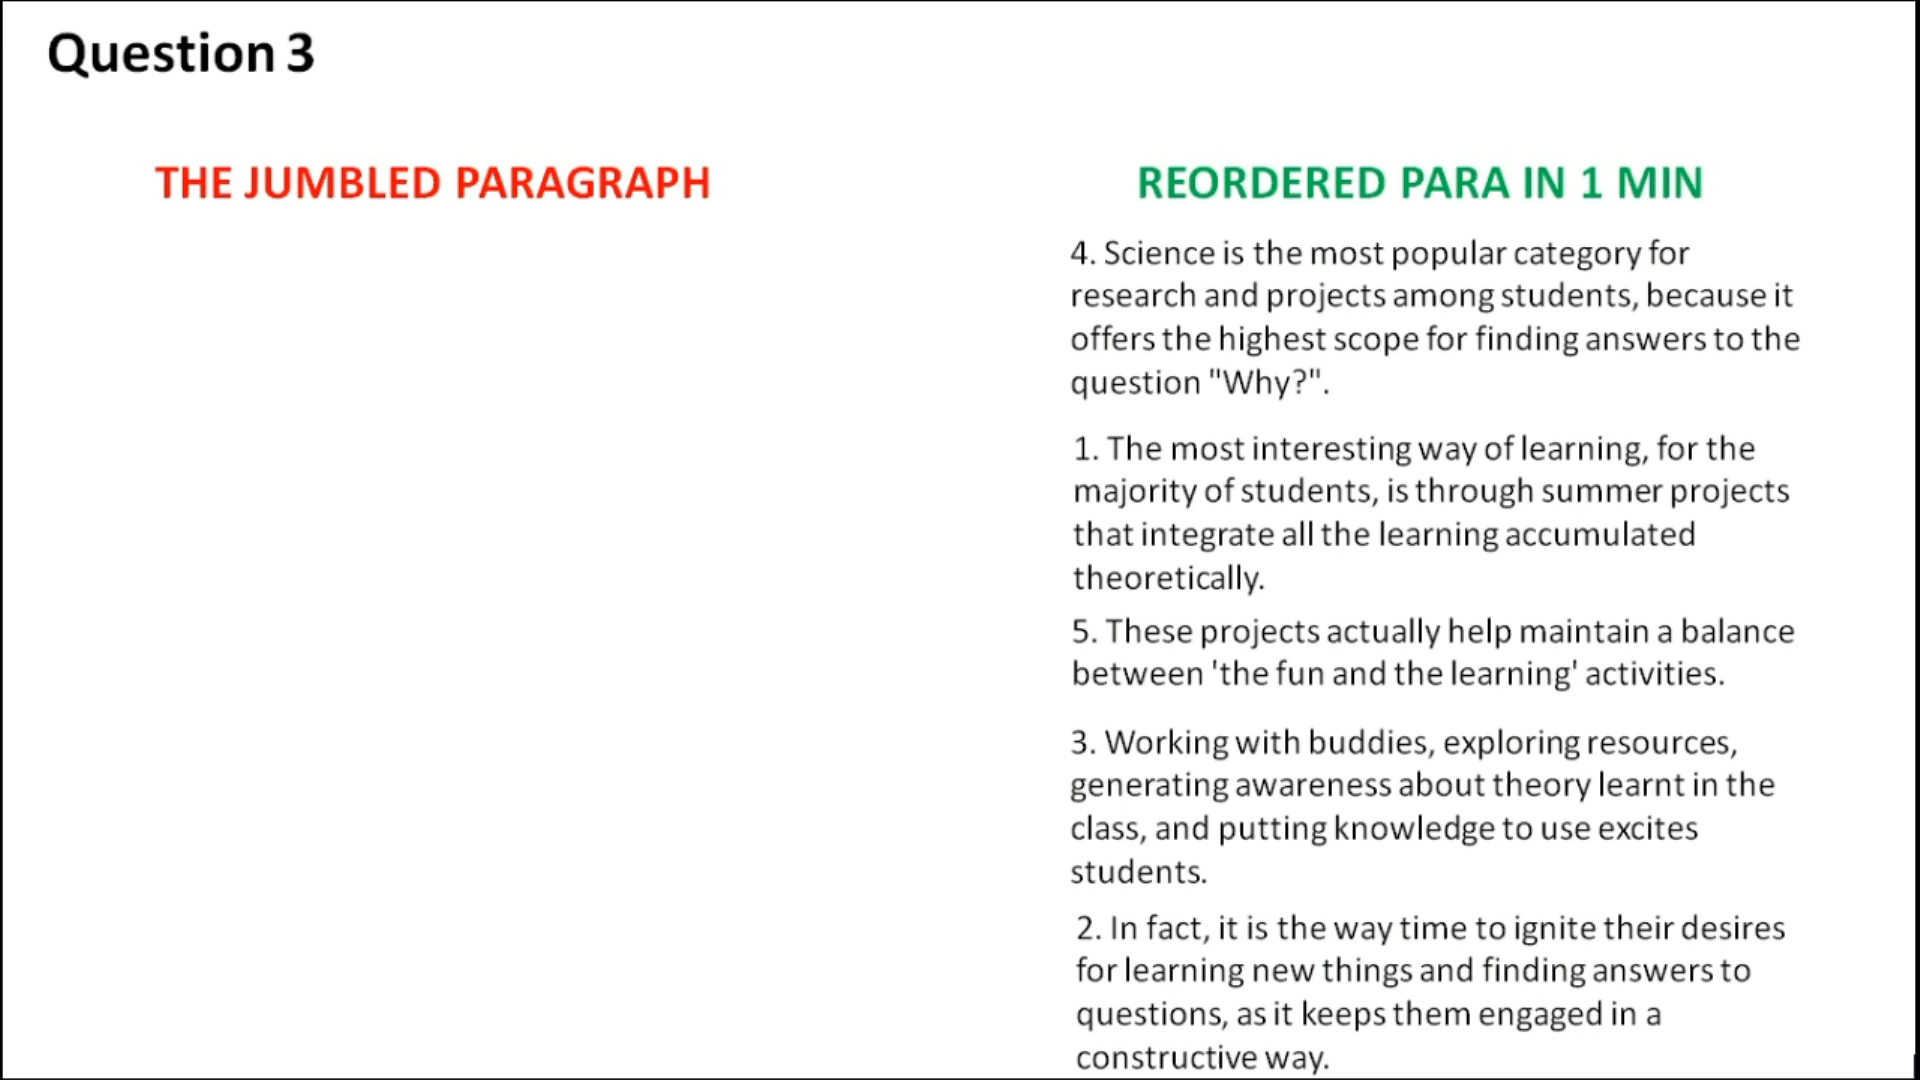 Question 3
THE JUMBLED PARAGRAPH
REORDERED PARA IN 1 MIN
4. Science is the most popular category for
research and projects among students, because it
offers the highest scope for finding answers to the
question "Why?".
1. The most interesting way of learning, for the
majority of students, is through summer projects
that integrate all the learning accumulated
theoretically.
5. These projects actually help maintain a balance
between 'the fun and the learning' activities.
3. Working with buddies, exploring resources,
generating awareness about theory learnt in the
class, and putting knowledge to use excites
students.
2. In fact, it is the way time to ignite their desires
for learning new things and finding answers to
questions, as it keeps them engaged in a
constructive way.